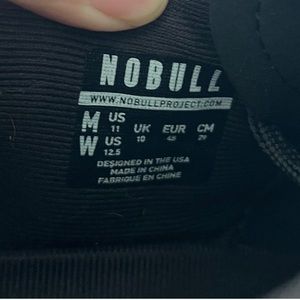 NOBULL
WWW.NOBULLPROJECT.COM
M US 11 UK 10 EUR 45 CM 29
W US 12.5
DESIGNED IN THE USA
MADE IN CHINA
FABRIQUE EN CHINE